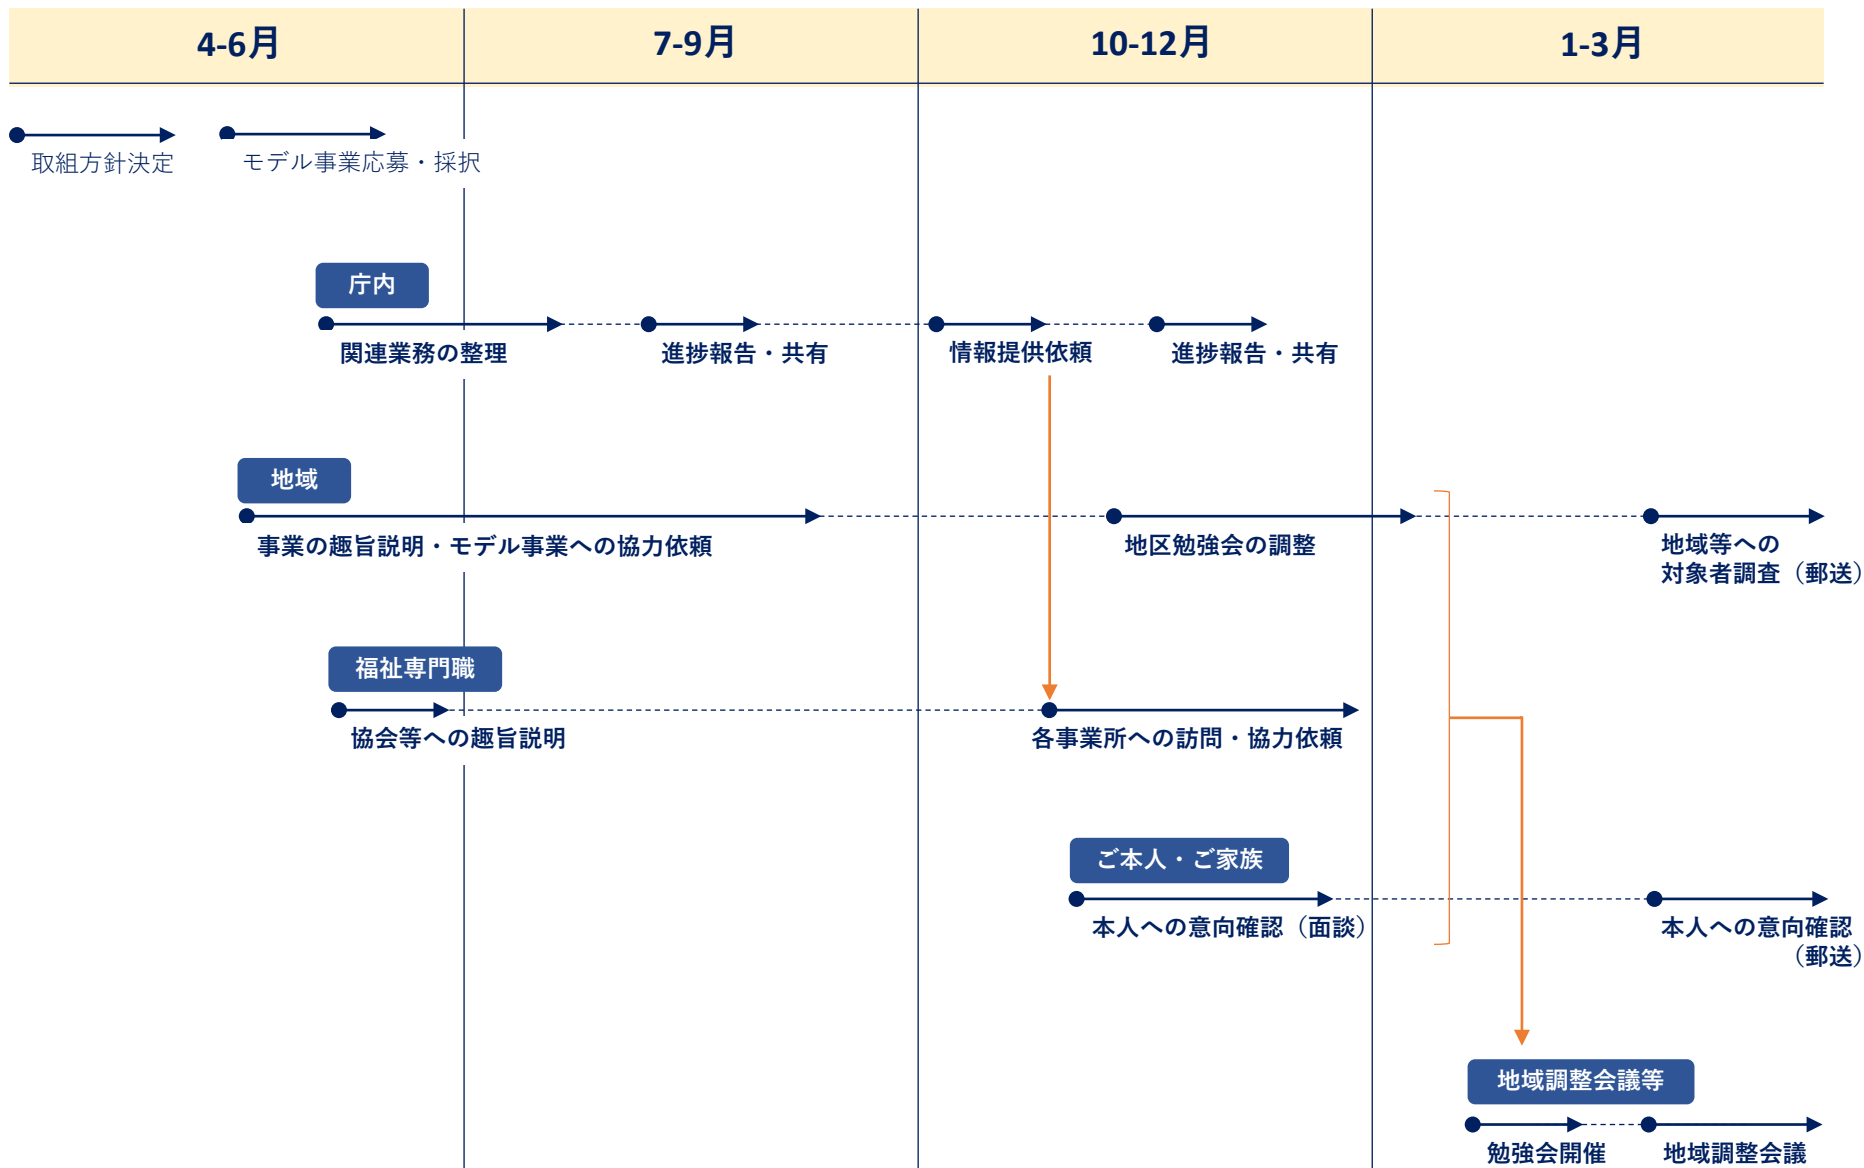 4-6月
7-9月
10-12月
1-3月
取組方針決定
モデル事業応募・採択
庁内
関連業務の整理
進捗報告・共有
情報提供依頼
進捗報告・共有
地域
事業の趣旨説明・モデル事業への協力依頼
地区勉強会の調整
地域等への
対象者調査（郵送）
福祉専門職
協会等への趣旨説明
各事業所への訪問・協力依頼
ご本人・ご家族
本人への意向確認（面談）
本人への意向確認
（郵送）
地域調整会議等
勉強会開催
地域調整会議